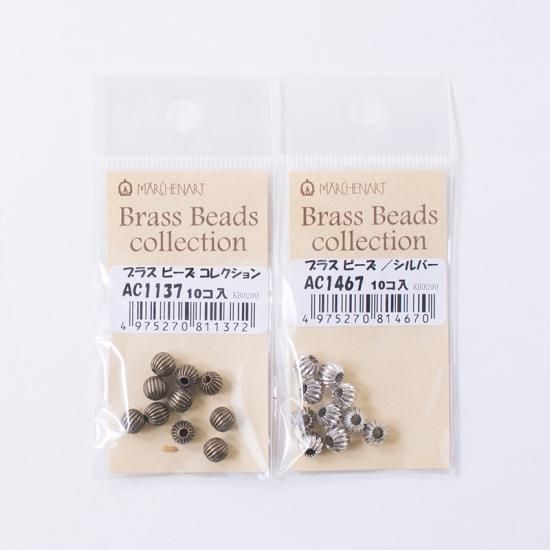 MÄRCHENART
Brass Beads
collection
ブラス ビーズ コレクション
AC1137 10コ入 KB0200
4 975270 811372
MÄRCHENART
Brass Beads
collection
ブラス ビーズ/シルバー
AC1467 10コ入 KB0200
4 975270 814670